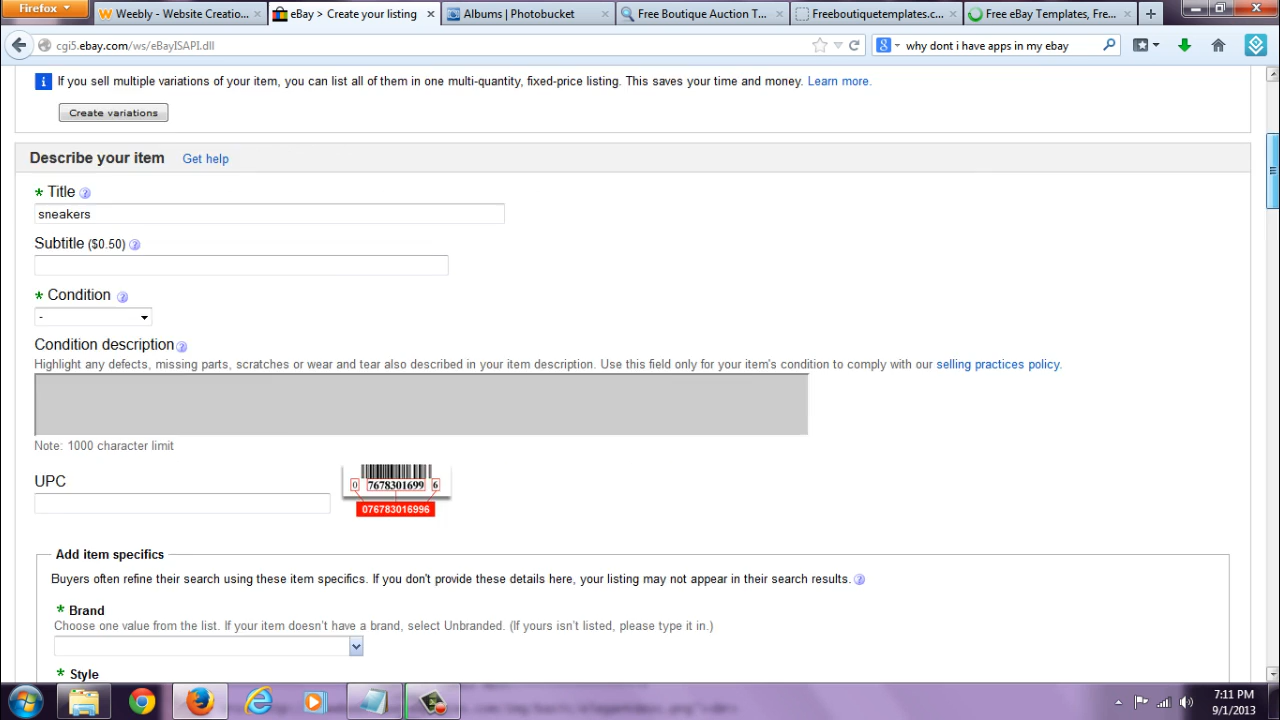 Firefox
Weebly - Website Creatio...
eBay > Create your listing
Albums | Photobucket
Free Boutique Auction T...
Freeboutiquetemplates.c...
Free eBay Templates, Fre...
cgi5.ebay.com/ws/eBayISAPI.dll
why dont i have apps in my ebay
If you sell multiple variations of your item, you can list all of them in one multi-quantity, fixed-price listing. This saves your time and money. Learn more.
Create variations
Describe your item Get help
* Title
sneakers
Subtitle ($0.50)
* Condition
-
Condition description
Highlight any defects, missing parts, scratches or wear and tear also described in your item description. Use this field only for your item's condition to comply with our selling practices policy.
Note: 1000 character limit
UPC
0 7678301699 6
076783016996
Add item specifics
Buyers often refine their search using these item specifics. If you don't provide these details here, your listing may not appear in their search results.
* Brand
Choose one value from the list. If your item doesn't have a brand, select Unbranded. (If yours isn't listed, please type it in.)
* Style
7:11 PM
9/1/2013